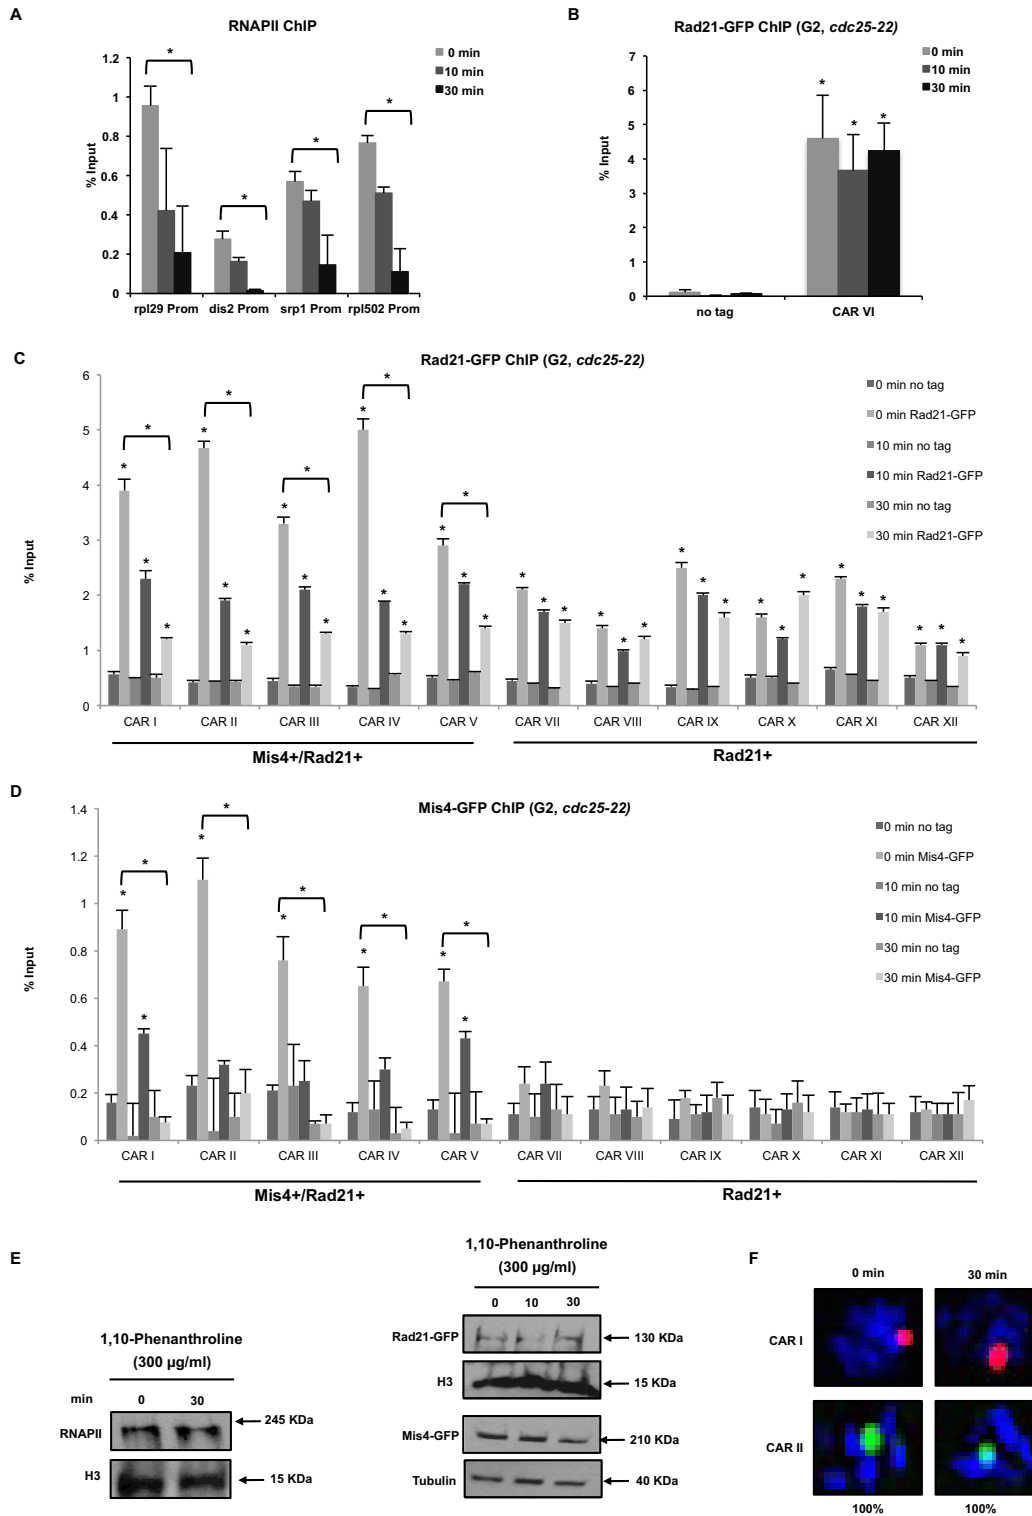 A
RNAPII ChIP
0 min
10 min
30 min
% Input
1.2
1
0.8
0.6
0.4
0.2
0
* * * *
rpl29 Prom dis2 Prom srp1 Prom rpl502 Prom
B
Rad21-GFP ChIP (G2, cdc25-22)
0 min
10 min
30 min
% Input
7
6
5
4
3
2
1
0
* * *
no tag CAR VI
C
Rad21-GFP ChIP (G2, cdc25-22)
0 min no tag
0 min Rad21-GFP
10 min no tag
10 min Rad21-GFP
30 min no tag
30 min Rad21-GFP
% Input
6
5
4
3
2
1
0
CAR I CAR II CAR III CAR IV CAR V CAR VII CAR VIII CAR IX CAR X CAR XI CAR XII
Mis4+/Rad21+ Rad21+
D
Mis4-GFP ChIP (G2, cdc25-22)
0 min no tag
0 min Mis4-GFP
10 min no tag
10 min Mis4-GFP
30 min no tag
30 min Mis4-GFP
% Input
1.4
1.2
1
0.8
0.6
0.4
0.2
0
CAR I CAR II CAR III CAR IV CAR V CAR VII CAR VIII CAR IX CAR X CAR XI CAR XII
Mis4+/Rad21+ Rad21+
E
1,10-Phenanthroline
(300 µg/ml)
min 0 30
RNAPII 245 KDa
H3 15 KDa
1,10-Phenanthroline
(300 µg/ml)
0 10 30
Rad21-GFP 130 KDa
H3 15 KDa
Mis4-GFP 210 KDa
Tubulin 40 KDa
F
0 min 30 min
CAR I
CAR II
100% 100%